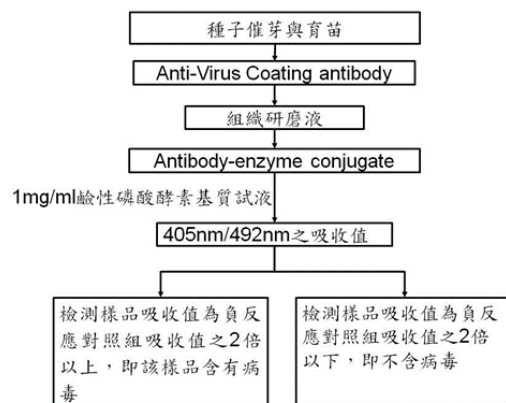 種子催芽與育苗
Anti-Virus Coating antibody
組織研磨液
Antibody-enzyme conjugate
1mg/ml鹼性磷酸酵素基質試液
405nm/492nm之吸收值
檢測樣品吸收值為負反
應對照組吸收值之2倍
以上，即該樣品含有病
毒
檢測樣品吸收值為負反
應對照組吸收值之2倍
以下，即不含病毒